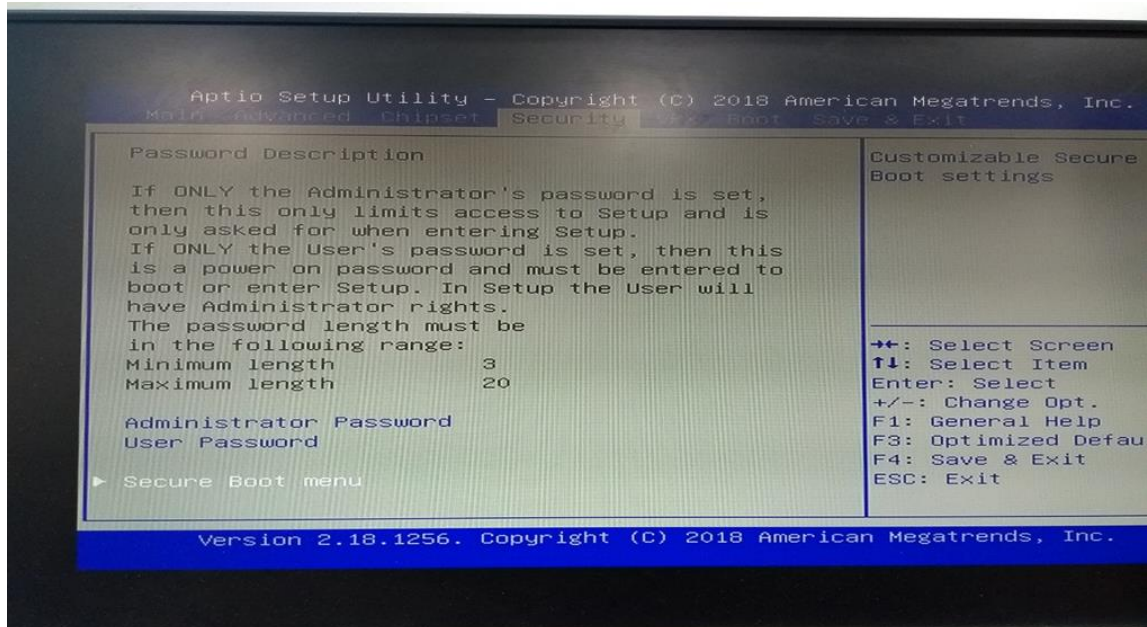 Aptio Setup Utility – Copyright (C) 2018 American Megatrends, Inc.
Main Advanced Chipset Security Boot Save & Exit
Password Description
If ONLY the Administrator's password is set,
then this only limits access to Setup and is
only asked for when entering Setup.
If ONLY the User's password is set, then this
is a power on password and must be entered to
boot or enter Setup. In Setup the User will
have Administrator rights.
The password length must be
in the following range:
Minimum length 3
Maximum length 20
Administrator Password
User Password
► Secure Boot menu
Customizable Secure
Boot settings
→←: Select Screen
↑↓: Select Item
Enter: Select
+/-: Change Opt.
F1: General Help
F3: Optimized Defau
F4: Save & Exit
ESC: Exit
Version 2.18.1256. Copyright (C) 2018 American Megatrends, Inc.